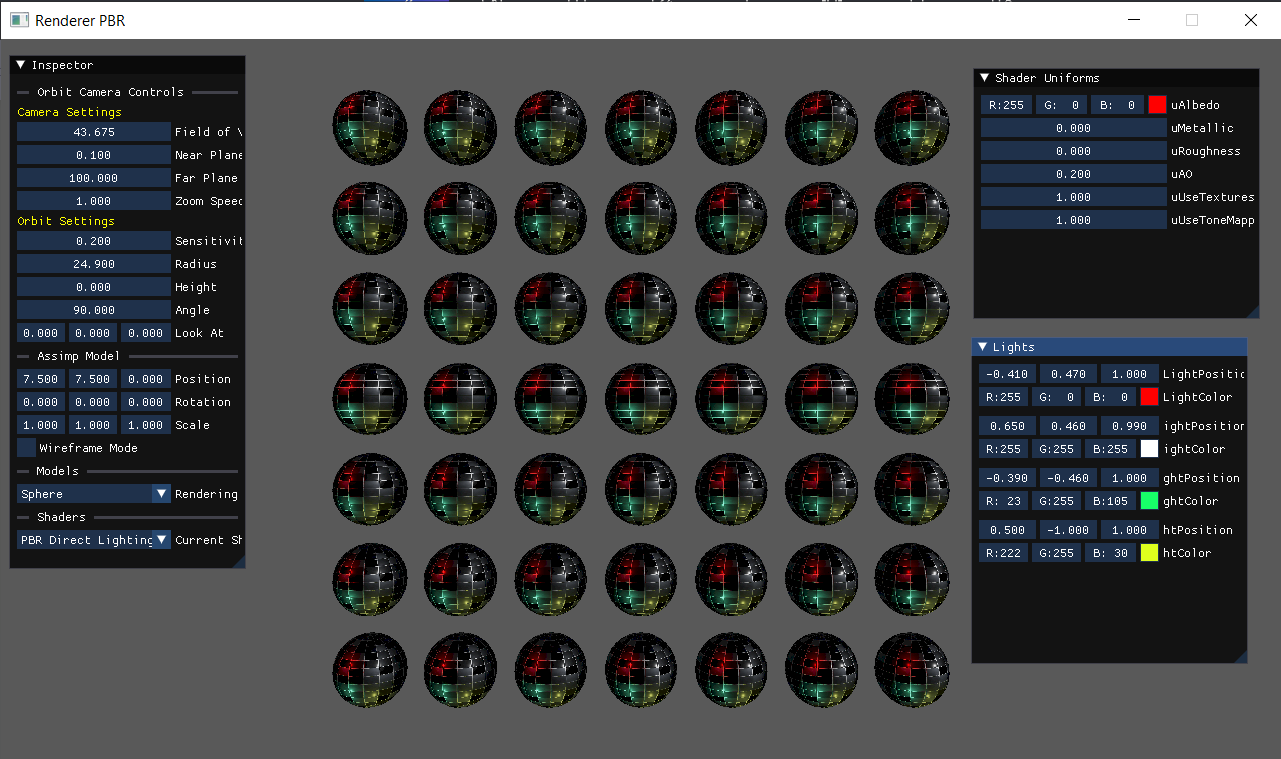 Renderer PBR
Inspector
Orbit Camera Controls
Camera Settings
43.675 Field of
0.100 Near Plane
100.000 Far Plane
1.000 Zoom Speed
Orbit Settings
0.200 Sensitivit
24.900 Radius
0.000 Height
90.000 Angle
0.000 0.000 0.000 Look At
Assimp Model
7.500 7.500 0.000 Position
0.000 0.000 0.000 Rotation
1.000 1.000 1.000 Scale
Wireframe Mode
Models
Sphere Rendering
Shaders
PBR Direct Lighting Current Sh
Shader Uniforms
R:255 G: 0 B: 0 uAlbedo
0.000 uMetallic
0.000 uRoughness
0.200 uAO
1.000 uUseTextures
1.000 uUseToneMapp
Lights
-0.410 0.470 1.000 LightPositio
R:255 G: 0 B: 0 LightColor
0.650 0.460 0.990 ightPosition
R:255 G:255 B:255 ightColor
-0.390 -0.460 1.000 ghtPosition
R: 23 G:255 B:105 ghtColor
0.500 -1.000 1.000 htPosition
R:222 G:255 B: 30 htColor